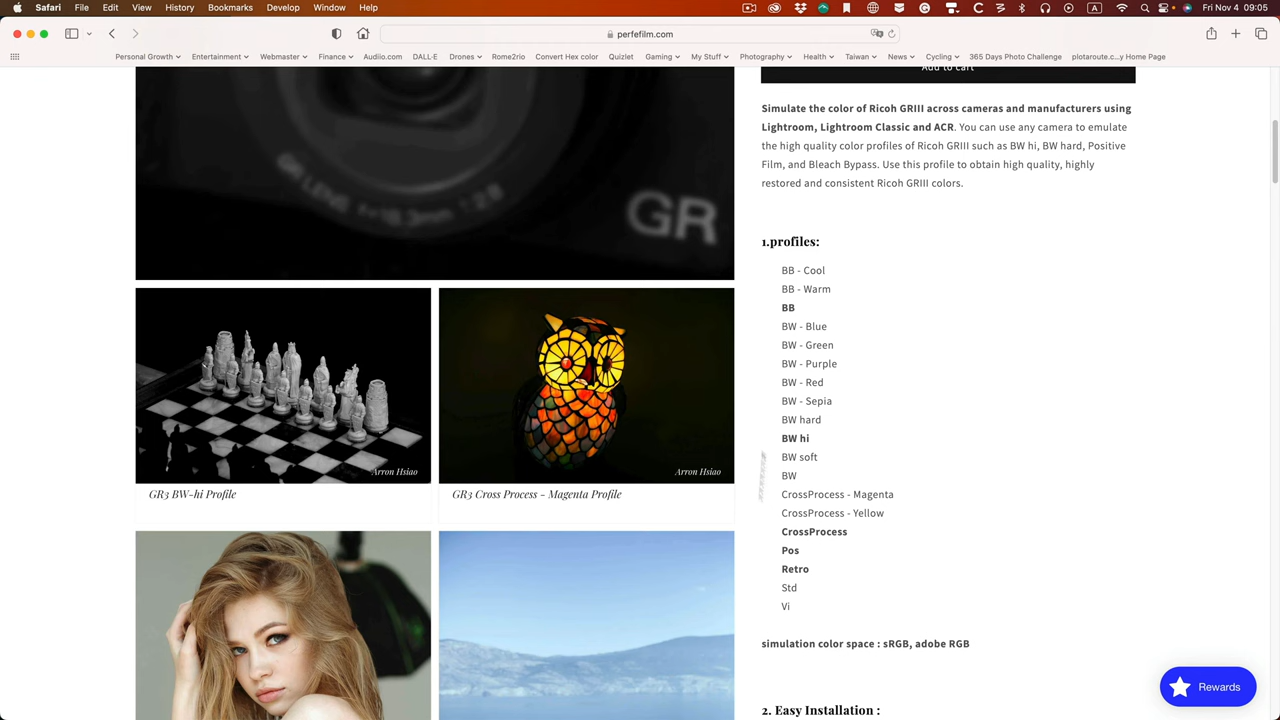 Safari File Edit View History Bookmarks Window Help
Fri Nov 4 09:05
perfefilm.com
Personal Growth Entertainment Webmaster Finance Audiio.com DALL·E Drones Rome2rio Convert Hex color Quizlet Gaming My Stuff Photography Health Taiwan News Cycling 365 Days Photo Challenge plotaroute.c...y Home Page
Add to cart
GR LENS f=18.3mm 1:2.8
GR
Simulate the color of Ricoh GRIII across cameras and manufacturers using
Lightroom, Lightroom Classic and ACR. You can use any camera to emulate
the high quality color profiles of Ricoh GRIII such as BW hi, BW hard, Positive
Film, and Bleach Bypass. Use this profile to obtain high quality, highly
restored and consistent Ricoh GRIII colors.
1.profiles:
BB - Cool
BB - Warm
BB
BW - Blue
BW - Green
BW - Purple
BW - Red
BW - Sepia
BW hard
BW hi
BW soft
BW
CrossProcess - Magenta
CrossProcess - Yellow
CrossProcess
Pos
Retro
Std
Vi
simulation color space : sRGB, adobe RGB
2. Easy Installation :
Arron Hsiao
GR3 BW-hi Profile
Arron Hsiao
GR3 Cross Process - Magenta Profile
Rewards